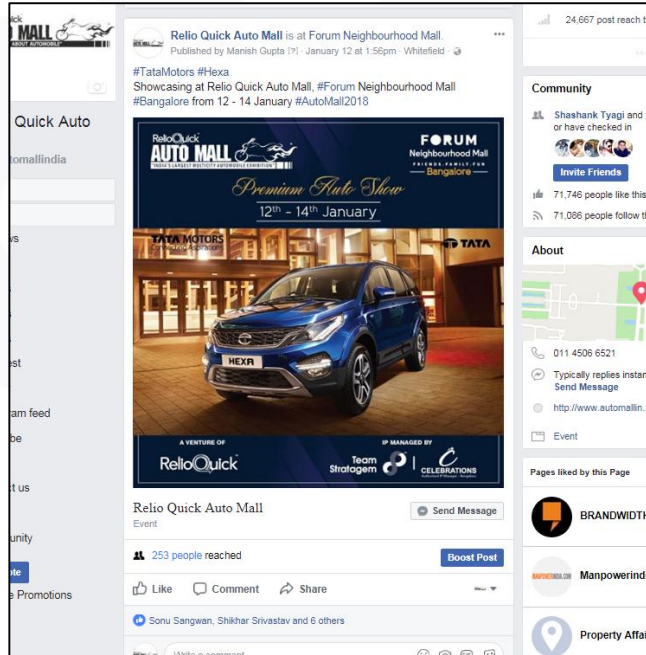 MALL
ABOUT AUTOMOBILE"
Quick Auto
tomallindia
ws
est
ram feed
be
t us
unity
ote
e Promotions
Relio Quick Auto Mall is at Forum Neighbourhood Mall.
Published by Manish Gupta [?] · January 12 at 1:56pm · Whitefield ·
#TataMotors #Hexa
Showcasing at Relio Quick Auto Mall, #Forum Neighbourhood Mall
#Bangalore from 12 - 14 January #AutoMall2018
RelioQuick
AUTO MALL
"INDIA'S LARGEST MULTICITY AUTOMOBILE EXHIBITION"
FORUM
Neighbourhood Mall
FRIENDS.FAMILY.FUN
Bangalore
Premium Auto Show
12th - 14th January
TATA MOTORS
Connecting Aspirations
TATA
HEXA
A VENTURE OF
RelioQuick
IP MANAGED BY
Team
Stratagem
CELEBRATIONS
Relio Quick Auto Mall
Event
Send Message
253 people reached
Boost Post
Like Comment Share
Sonu Sangwan, Shikhar Srivastav and 6 others
Write a comment
24,667 post reach t
Community
Shashank Tyagi and
or have checked in
Invite Friends
71,746 people like this
71,086 people follow th
About
011 4506 6521
Typically replies instan
Send Message
http://www.automallin.
Event
Pages liked by this Page
BRANDWIDTH
MANPOWERINDIA.COM
Manpowerindi
Property Affai